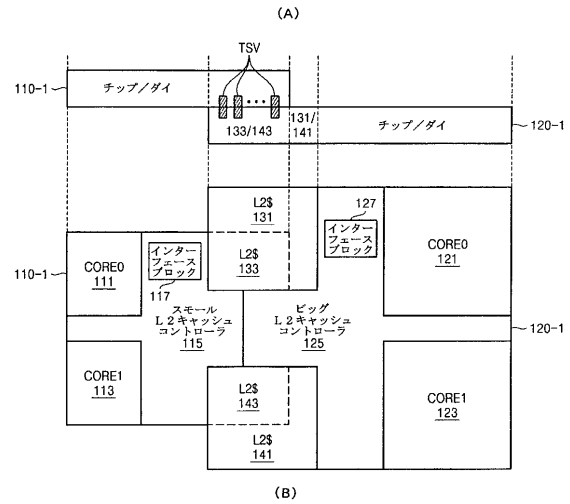 (A)
TSV
110-1
チップ/ダイ
133/143
131/
141
チップ/ダイ
120-1
L2$
131
127
110-1
CORE0
111
インター
フェース
ブロック
117
L2$
133
インター
フェース
ブロック
CORE0
121
スモール
L2キャッシュ
コントローラ
115
ビッグ
L2キャッシュ
コントローラ
125
120-1
CORE1
113
L2$
143
CORE1
123
L2$
141
(B)